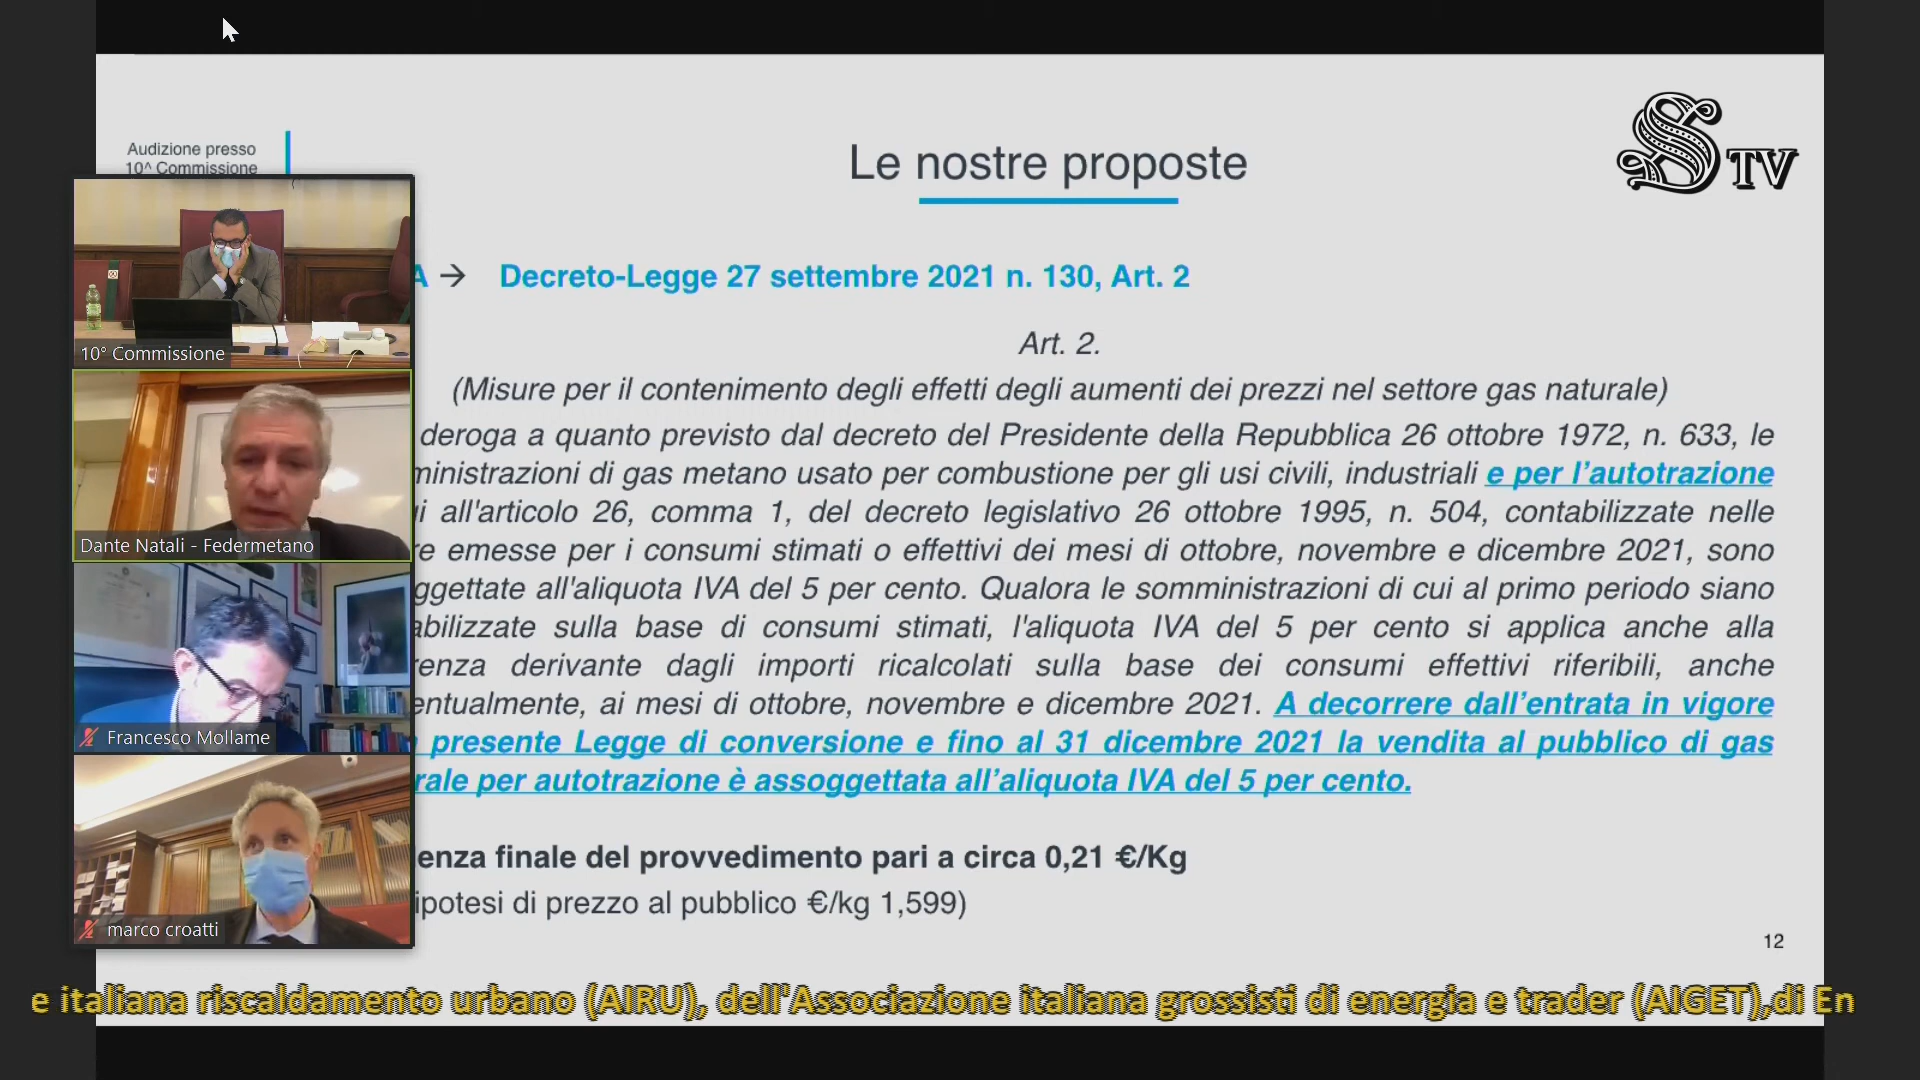 Audizione presso
10^ Commissione
Le nostre proposte
S TV
A → Decreto-Legge 27 settembre 2021 n. 130, Art. 2
Art. 2.
(Misure per il contenimento degli effetti degli aumenti dei prezzi nel settore gas naturale)
deroga a quanto previsto dal decreto del Presidente della Repubblica 26 ottobre 1972, n. 633, le
ministrazioni di gas metano usato per combustione per gli usi civili, industriali e per l’autotrazione
i all'articolo 26, comma 1, del decreto legislativo 26 ottobre 1995, n. 504, contabilizzate nelle
re emesse per i consumi stimati o effettivi dei mesi di ottobre, novembre e dicembre 2021, sono
ggettate all'aliquota IVA del 5 per cento. Qualora le somministrazioni di cui al primo periodo siano
abilizzate sulla base di consumi stimati, l'aliquota IVA del 5 per cento si applica anche alla
renza derivante dagli importi ricalcolati sulla base dei consumi effettivi riferibili, anche
entualmente, ai mesi di ottobre, novembre e dicembre 2021. A decorrere dall’entrata in vigore
presente Legge di conversione e fino al 31 dicembre 2021 la vendita al pubblico di gas
rale per autotrazione è assoggettata all’aliquota IVA del 5 per cento.
enza finale del provvedimento pari a circa 0,21 €/Kg
ipotesi di prezzo al pubblico €/kg 1,599)
12
10° Commissione
Dante Natali - Federmetano
Francesco Mollame
marco croatti
e italiana riscaldamento urbano (AIRU), dell'Associazione italiana grossisti di energia e trader (AIGET),di En